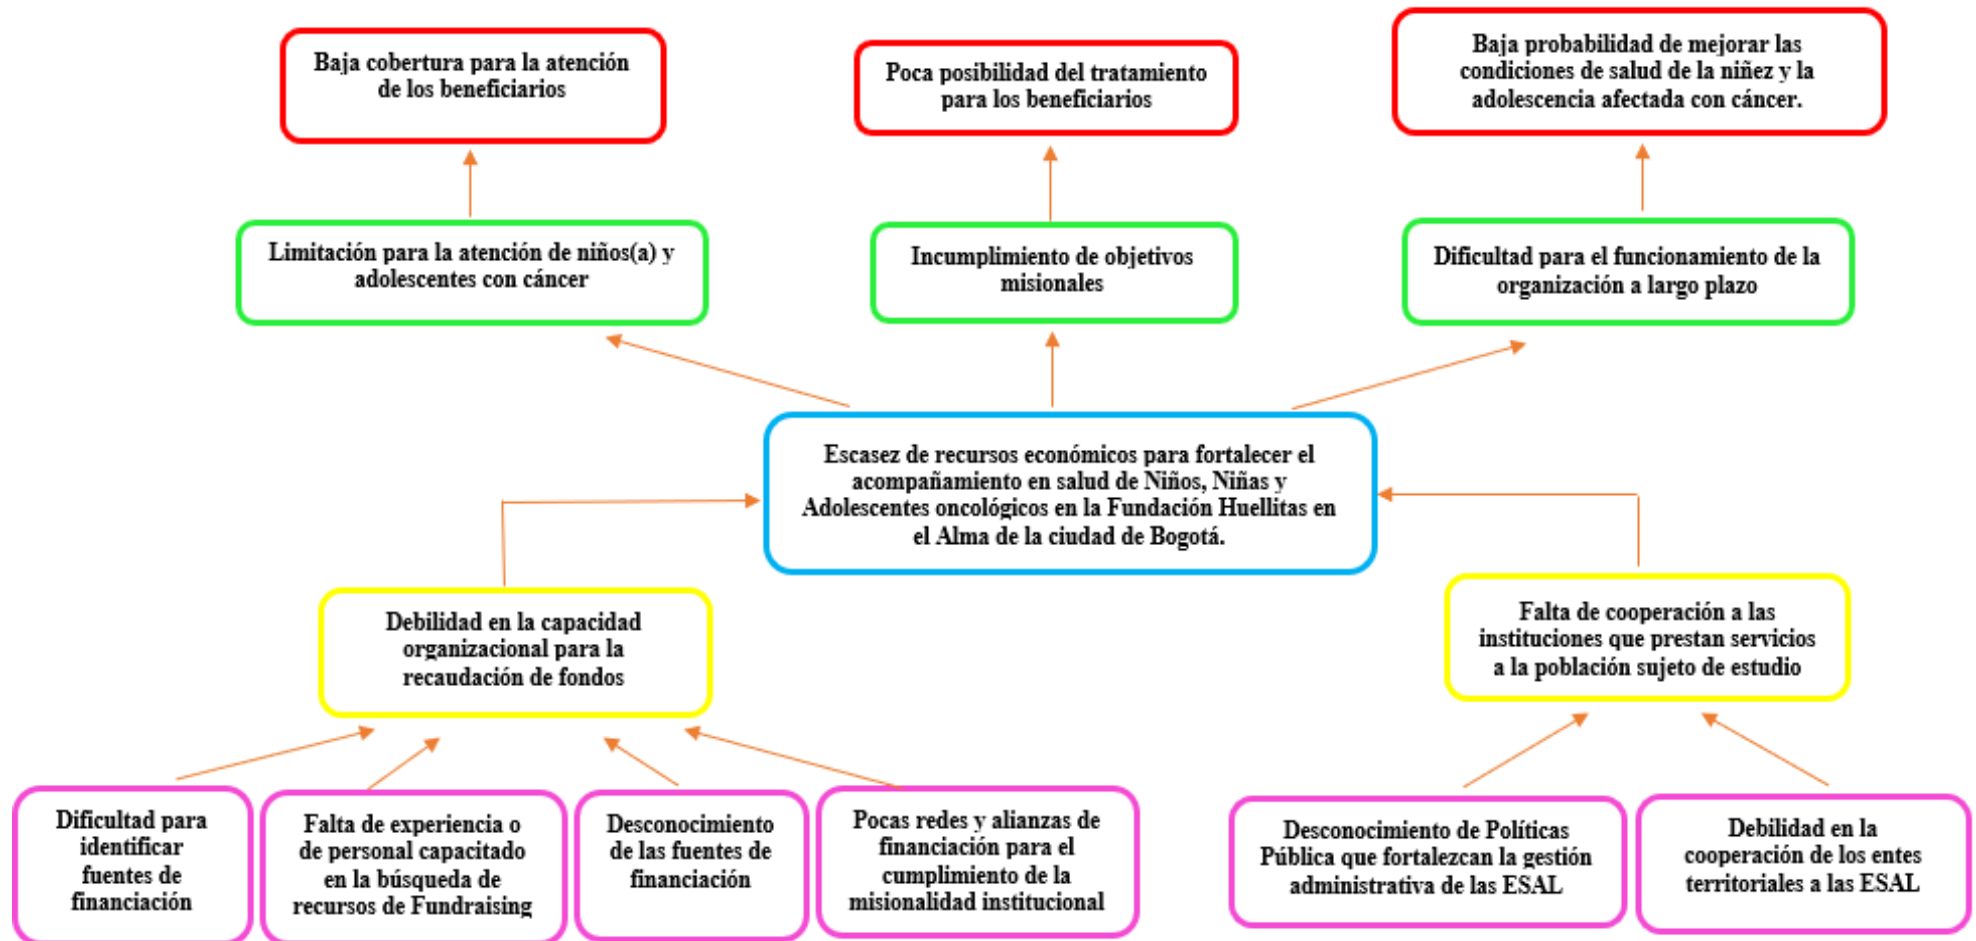 Baja cobertura para la atención
de los beneficiarios
Poca posibilidad del tratamiento
para los beneficiarios
Baja probabilidad de mejorar las
condiciones de salud de la niñez y la
adolescencia afectada con cáncer.
Limitación para la atención de niños(a) y
adolescentes con cáncer
Incumplimiento de objetivos
misionales
Dificultad para el funcionamiento de la
organización a largo plazo
Escasez de recursos económicos para fortalecer el
acompañamiento en salud de Niños, Niñas y
Adolescentes oncológicos en la Fundación Huellitas en
el Alma de la ciudad de Bogotá.
Debilidad en la capacidad
organizacional para la
recaudación de fondos
Falta de cooperación a las
instituciones que prestan servicios
a la población sujeto de estudio
Dificultad para
identificar
fuentes de
financiación
Falta de experiencia o
de personal capacitado
en la búsqueda de
recursos de Fundraising
Desconocimiento
de las fuentes de
financiación
Pocas redes y alianzas de
financiación para el
cumplimiento de la
misionalidad institucional
Desconocimiento de Políticas
Pública que fortalezcan la gestión
administrativa de las ESAL
Debilidad en la
cooperación de los entes
territoriales a las ESAL